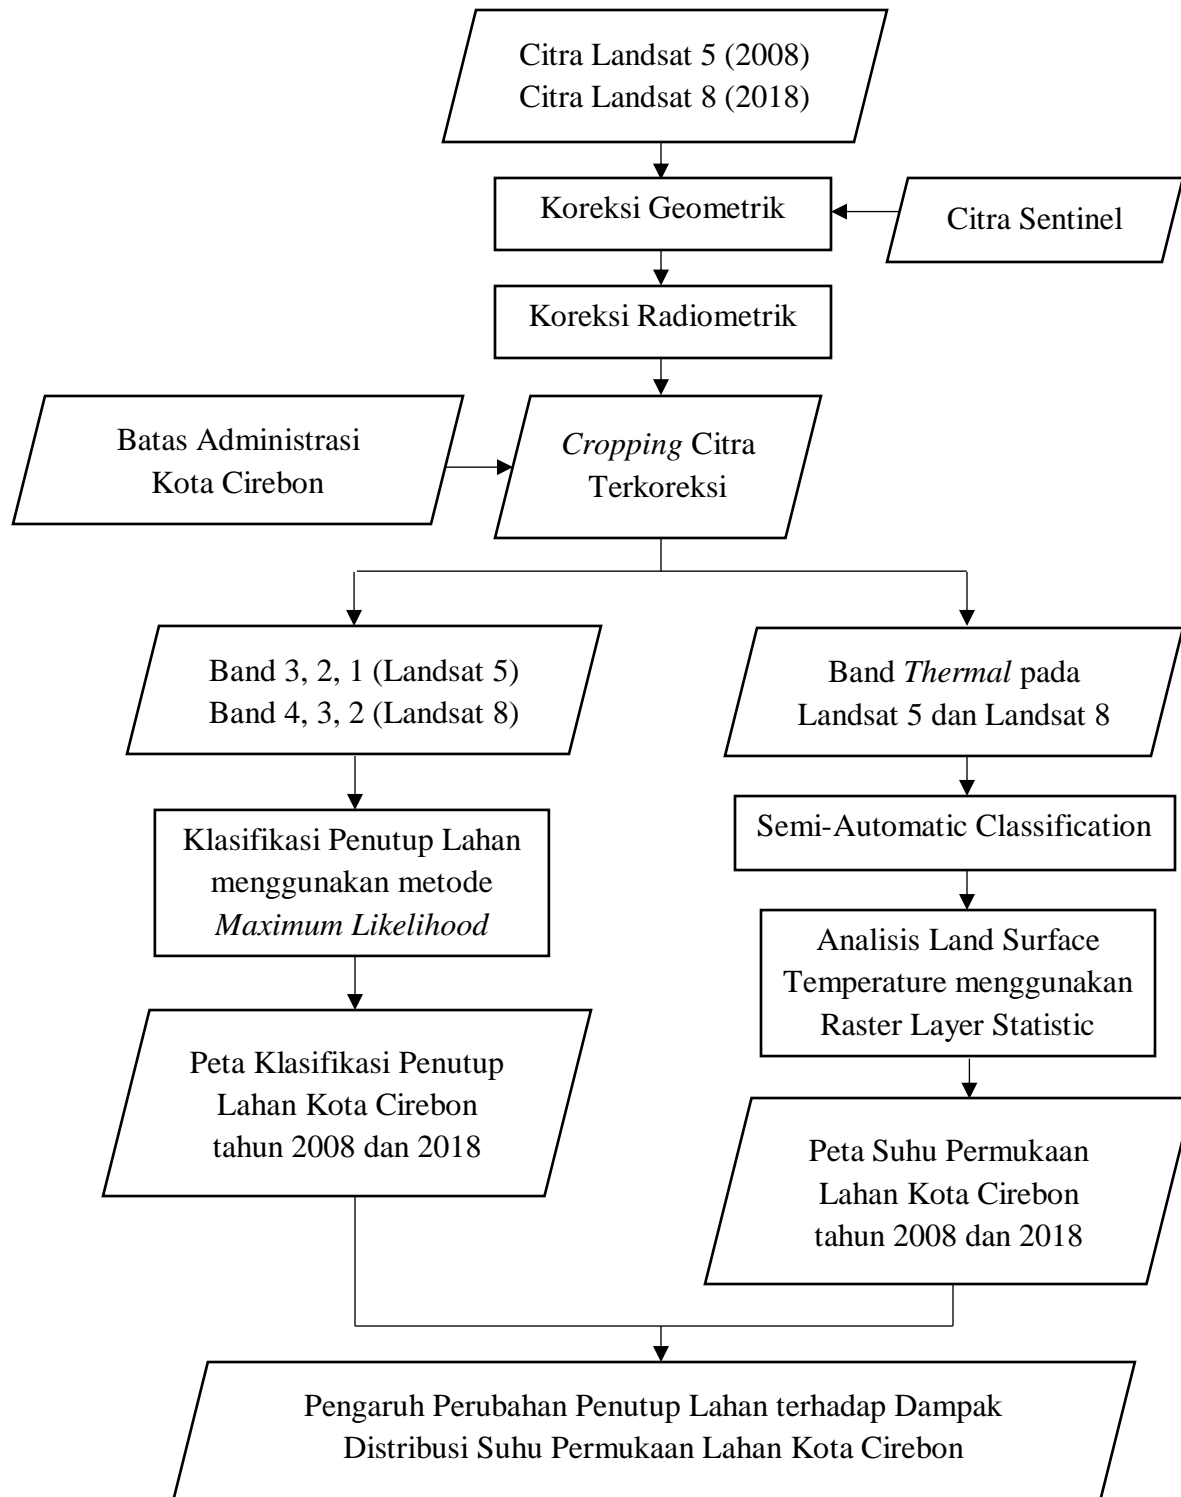 Citra Landsat 5 (2008)
Citra Landsat 8 (2018)
Koreksi Geometrik
Citra Sentinel
Koreksi Radiometrik
Batas Administrasi
Kota Cirebon
Cropping Citra
Terkoreksi
Band 3, 2, 1 (Landsat 5)
Band 4, 3, 2 (Landsat 8)
Band Thermal pada
Landsat 5 dan Landsat 8
Klasifikasi Penutup Lahan
menggunakan metode
Maximum Likelihood
Semi-Automatic Classification
Analisis Land Surface
Temperature menggunakan
Raster Layer Statistic
Peta Klasifikasi Penutup
Lahan Kota Cirebon
tahun 2008 dan 2018
Peta Suhu Permukaan
Lahan Kota Cirebon
tahun 2008 dan 2018
Pengaruh Perubahan Penutup Lahan terhadap Dampak
Distribusi Suhu Permukaan Lahan Kota Cirebon